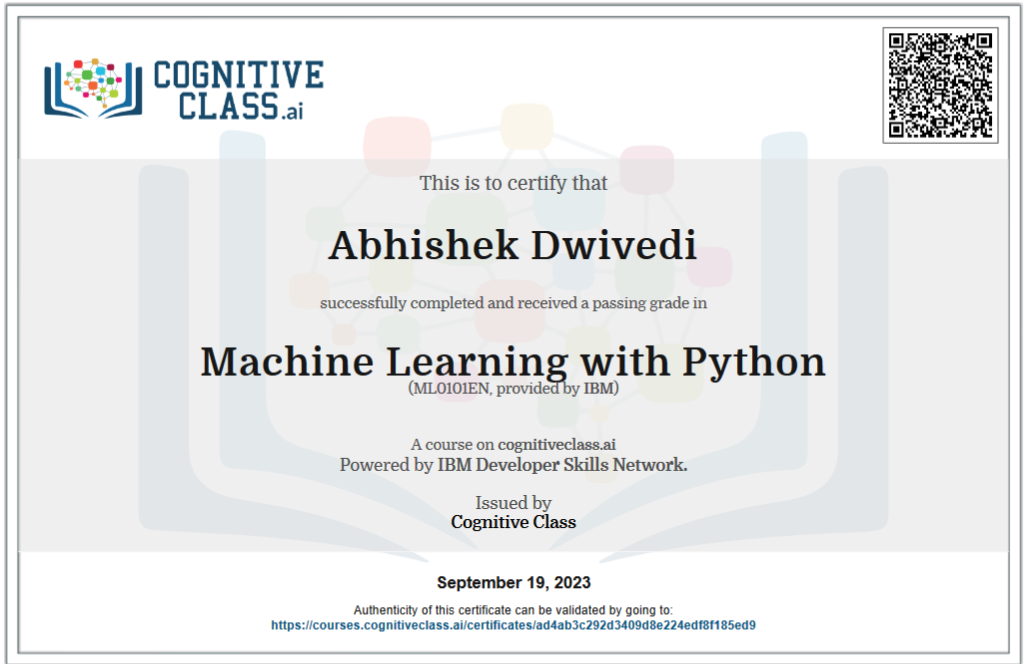 COGNITIVE
CLASS.ai
This is to certify that
Abhishek Dwivedi
successfully completed and received a passing grade in
Machine Learning with Python
(ML0101EN, provided by IBM)
A course on cognitiveclass.ai
Powered by IBM Developer Skills Network.
Issued by
Cognitive Class
September 19, 2023
Authenticity of this certificate can be validated by going to:
https://courses.cognitiveclass.ai/certificates/ad4ab3c292d3409d8e224edf8f185ed9